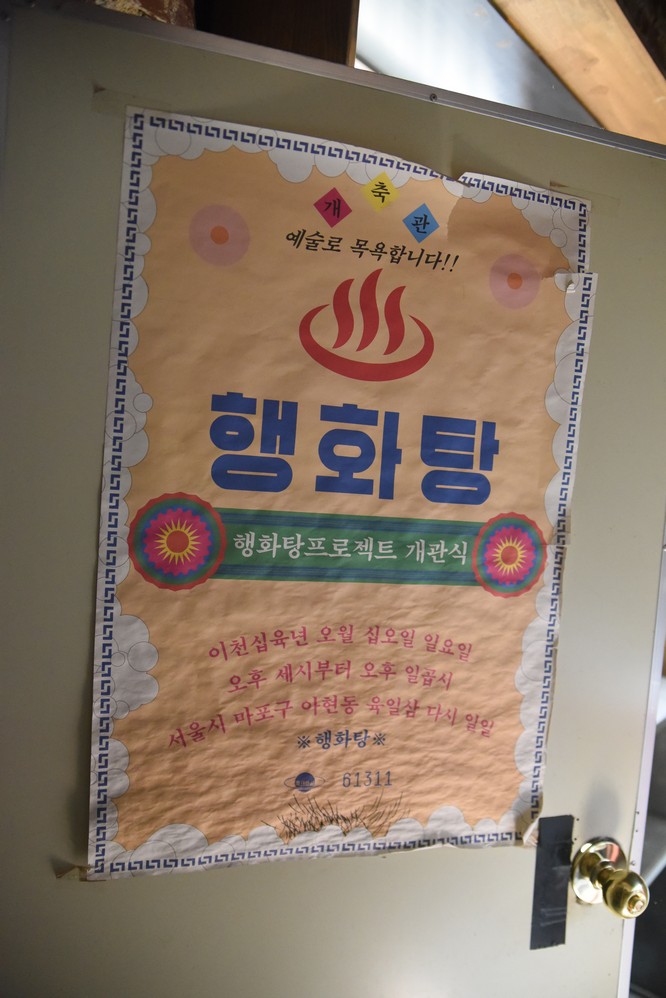 개축관
예술로 목욕합니다!!
행화탕
행화탕프로젝트 개관식
이천십육년 오월 십오일 일요일
오후 세시부터 오후 일곱시
서울시 마포구 아현동 육일삼 다시 일일
※행화탕※
61311